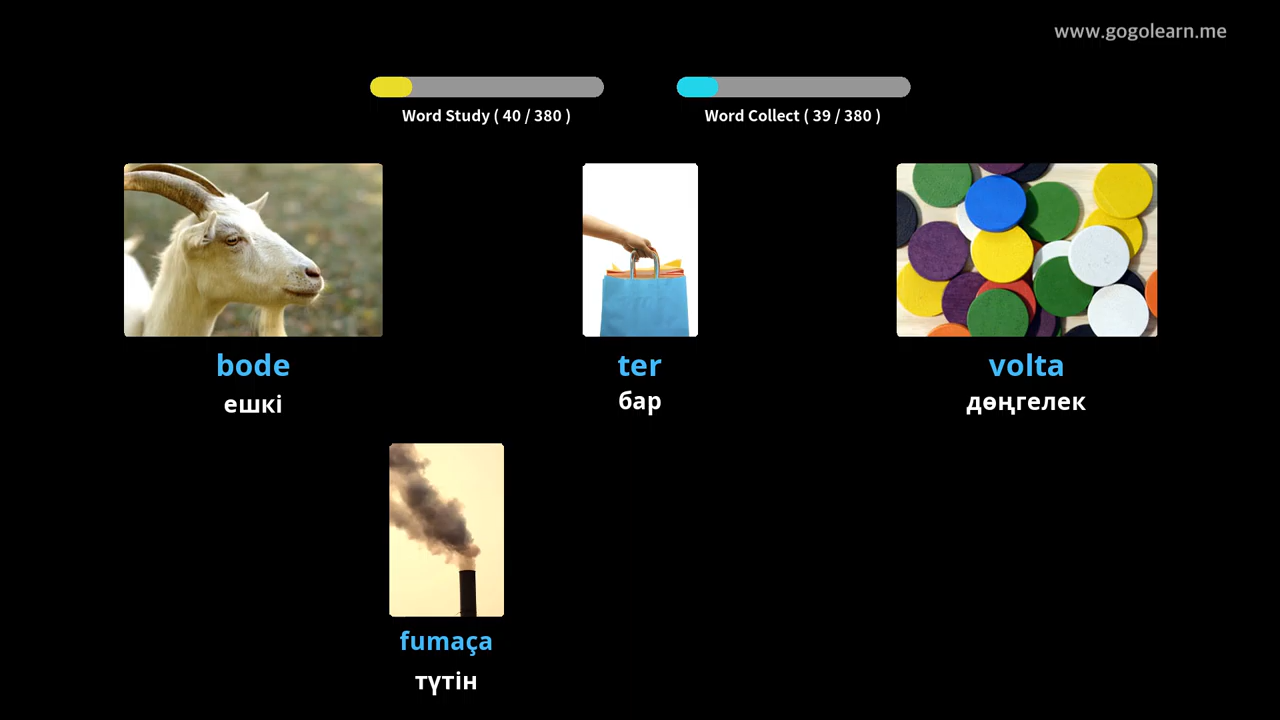 www.gogolearn.me
Word Study ( 40 / 380 )
Word Collect ( 39 / 380 )
bode
ешкі
ter
бар
volta
дөңгелек
fumaça
түтін